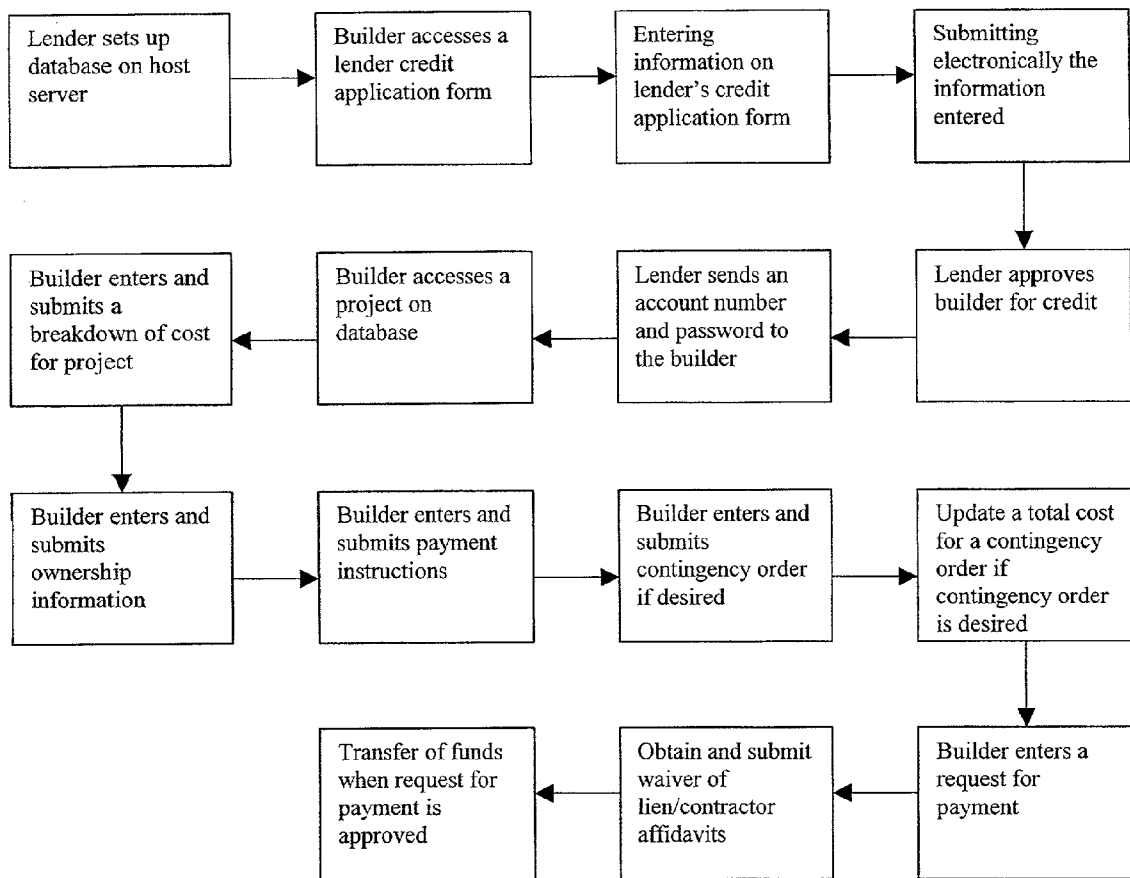 Lender sets up
database on host
server
Builder accesses a
lender credit
application form
Entering
information on
lender's credit
application form
Submitting
electronically the
information
entered
Lender approves
builder for credit
Lender sends an
account number
and password to
the builder
Builder accesses a
project on
database
Builder enters and
submits a
breakdown of cost
for project
Builder enters and
submits
ownership
information
Builder enters and
submits payment
instructions
Builder enters and
submits
contingency order
if desired
Update a total cost
for a contingency
order if
contingency order
is desired
Builder enters a
request for
payment
Obtain and submit
waiver of
lien/contractor
affidavits
Transfer of funds
when request for
payment is
approved